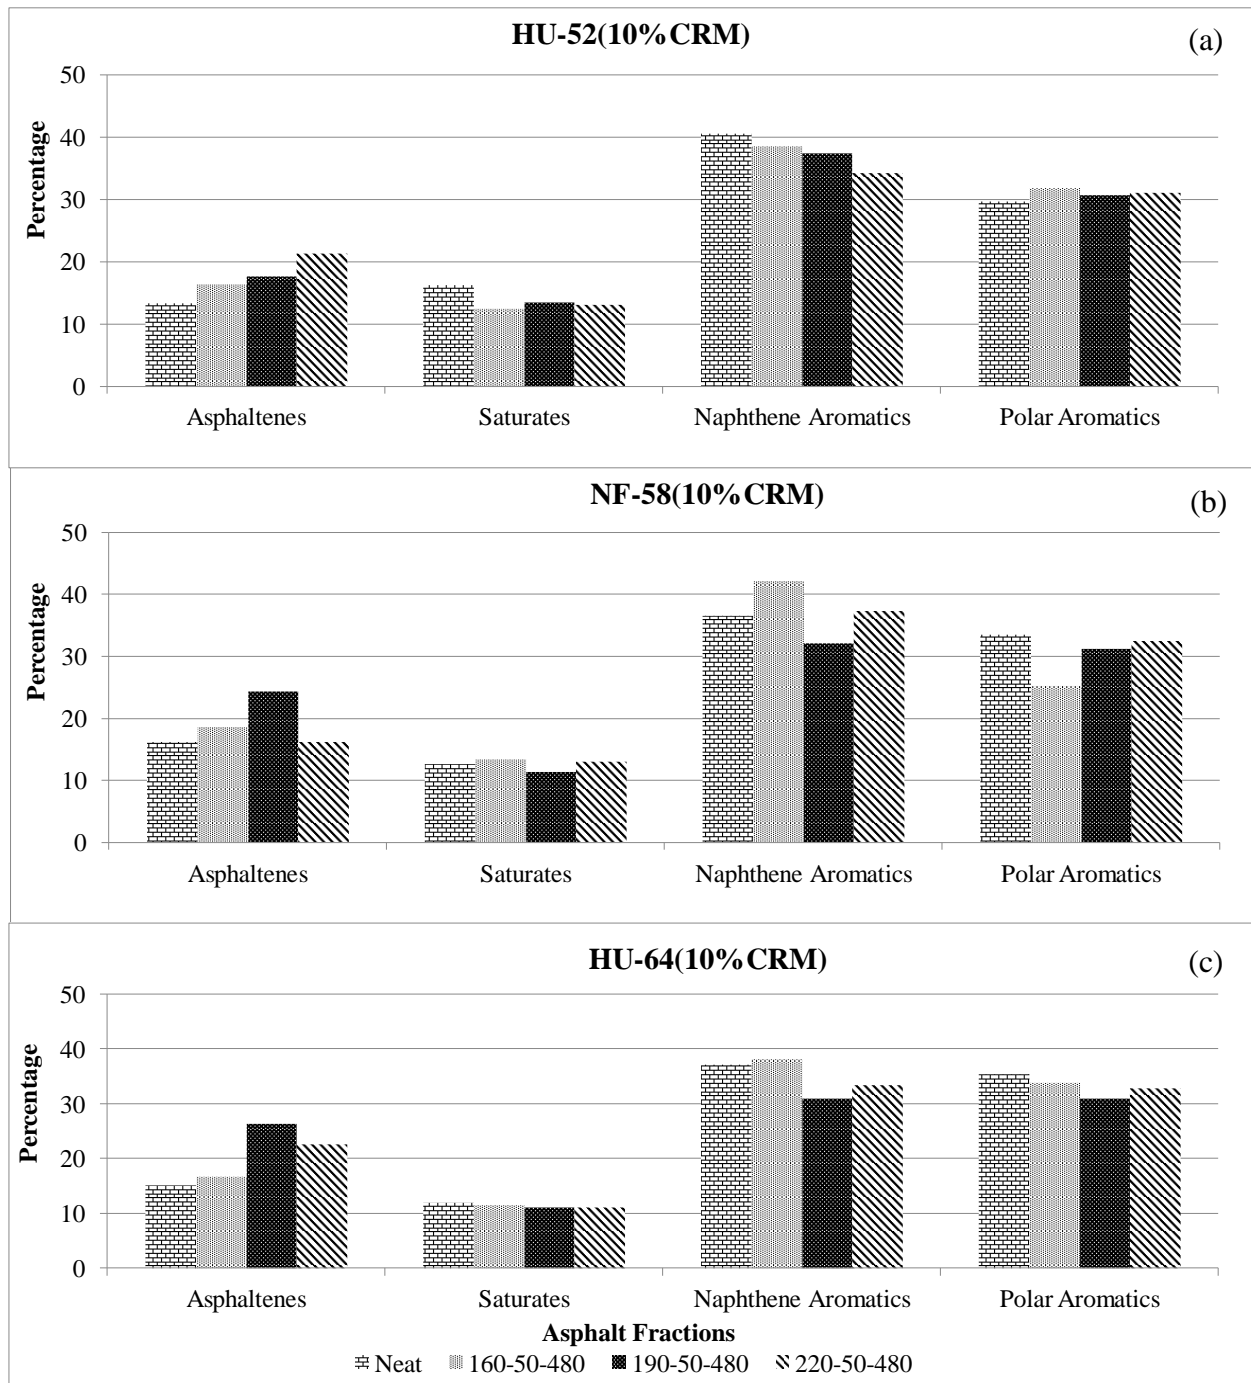 HU-52(10%CRM)
(a)
Percentage
50
40
30
20
10
0
Asphaltenes Saturates Naphthene Aromatics Polar Aromatics
NF-58(10%CRM)
(b)
Percentage
50
40
30
20
10
0
Asphaltenes Saturates Naphthene Aromatics Polar Aromatics
HU-64(10%CRM)
(c)
Percentage
50
40
30
20
10
0
Asphaltenes Saturates Naphthene Aromatics Polar Aromatics
Asphalt Fractions
Neat 160-50-480 190-50-480 220-50-480